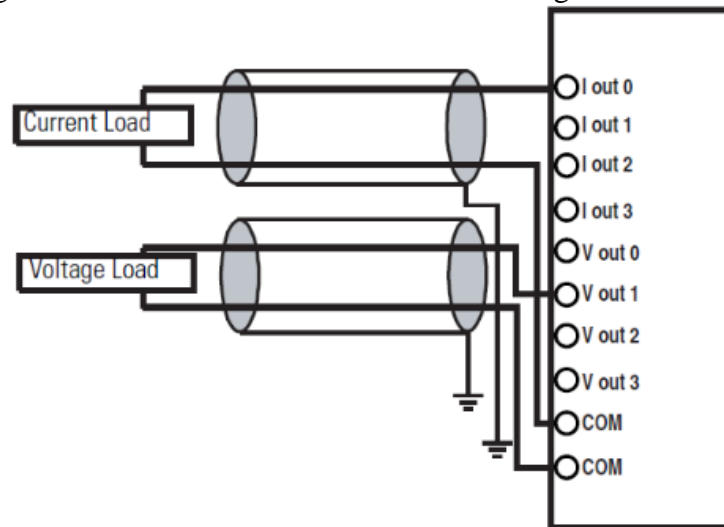 I out 0
Current Load
I out 1
I out 2
I out 3
V out 0
Voltage Load
V out 1
V out 2
V out 3
COM
COM